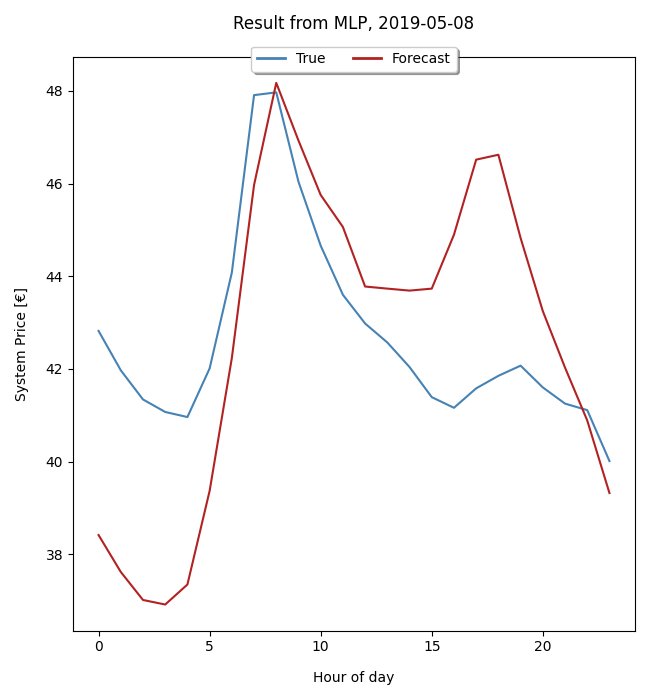 Result from MLP, 2019-05-08
True Forecast
48
46
44
42
40
38
System Price [€]
0 5 10 15 20
Hour of day